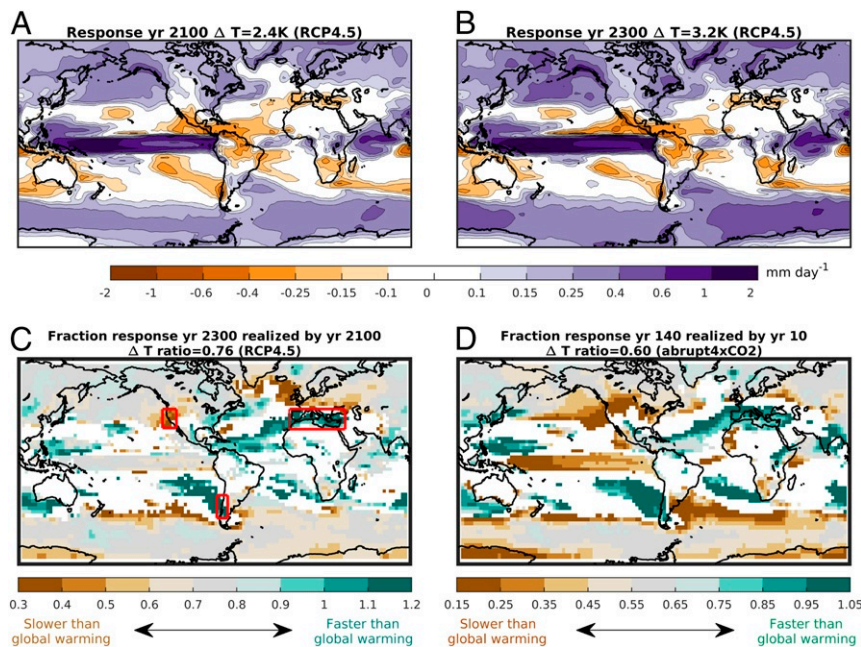 A
Response yr 2100 Δ T=2.4K (RCP4.5)
B
Response yr 2300 Δ T=3.2K (RCP4.5)
-2 -1 -0.6 -0.4 -0.25 -0.15 -0.1 0 0.1 0.15 0.25 0.4 0.6 1 2
mm day-1
C
Fraction response yr 2300 realized by yr 2100
Δ T ratio=0.76 (RCP4.5)
D
Fraction response yr 140 realized by yr 10
Δ T ratio=0.60 (abrupt4xCO2)
0.3 0.4 0.5 0.6 0.7 0.8 0.9 1 1.1 1.2
Slower than
global warming
Faster than
global warming
0.15 0.25 0.35 0.45 0.55 0.65 0.75 0.85 0.95 1.05
Slower than
global warming
Faster than
global warming